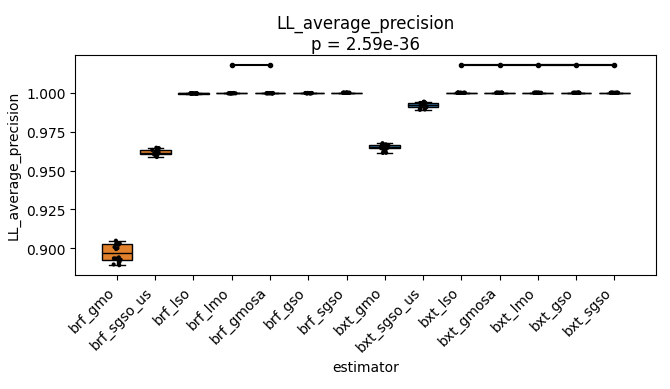 LL_average_precision
p = 2.59e-36
LL_average_precision
1.000
0.975
0.950
0.925
0.900
brf_gmo
brf_sgso_us
brf_lso
brf_lmo
brf_gmosa
brf_gso
brf_sgso
bxt_gmo
bxt_sgso_us
bxt_lso
bxt_gmosa
bxt_lmo
bxt_gso
bxt_sgso
estimator